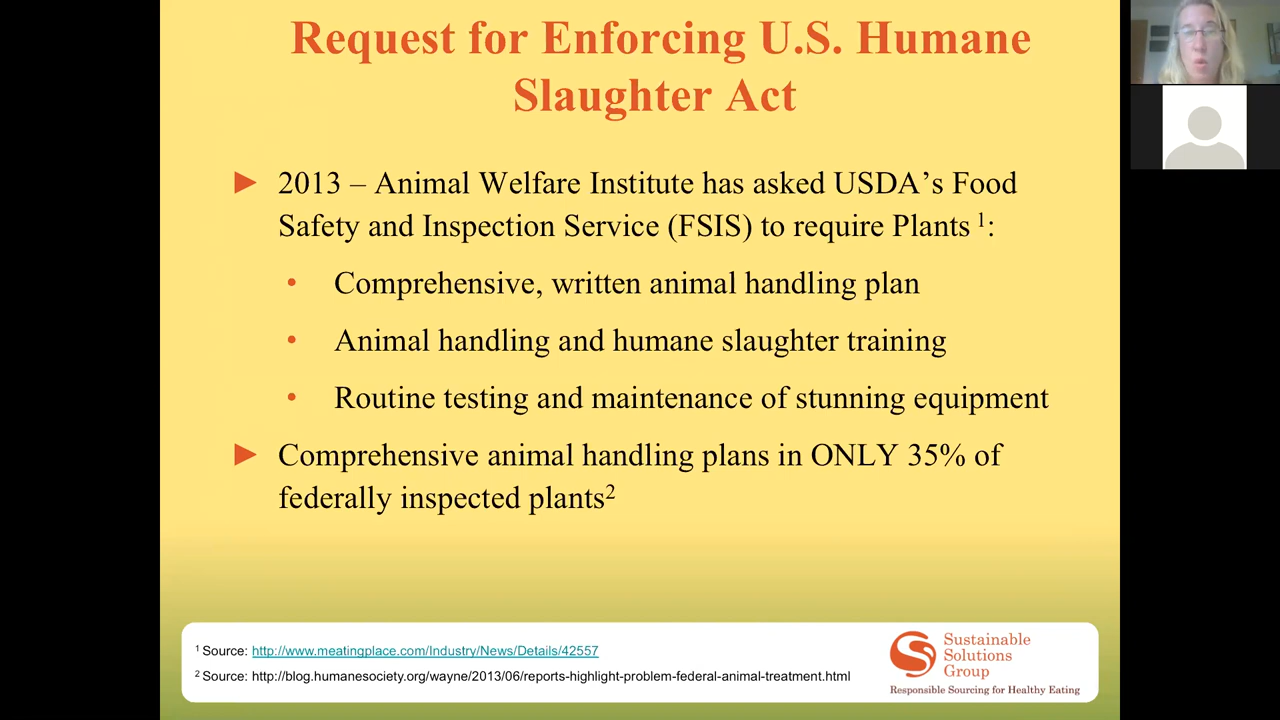 Request for Enforcing U.S. Humane
Slaughter Act
► 2013 – Animal Welfare Institute has asked USDA’s Food
Safety and Inspection Service (FSIS) to require Plants ¹:
• Comprehensive, written animal handling plan
• Animal handling and humane slaughter training
• Routine testing and maintenance of stunning equipment
► Comprehensive animal handling plans in ONLY 35% of
federally inspected plants²
¹ Source: http://www.meatingplace.com/Industry/News/Details/42557
² Source: http://blog.humanesociety.org/wayne/2013/06/reports-highlight-problem-federal-animal-treatment.html
Sustainable
Solutions
Group
Responsible Sourcing for Healthy Eating